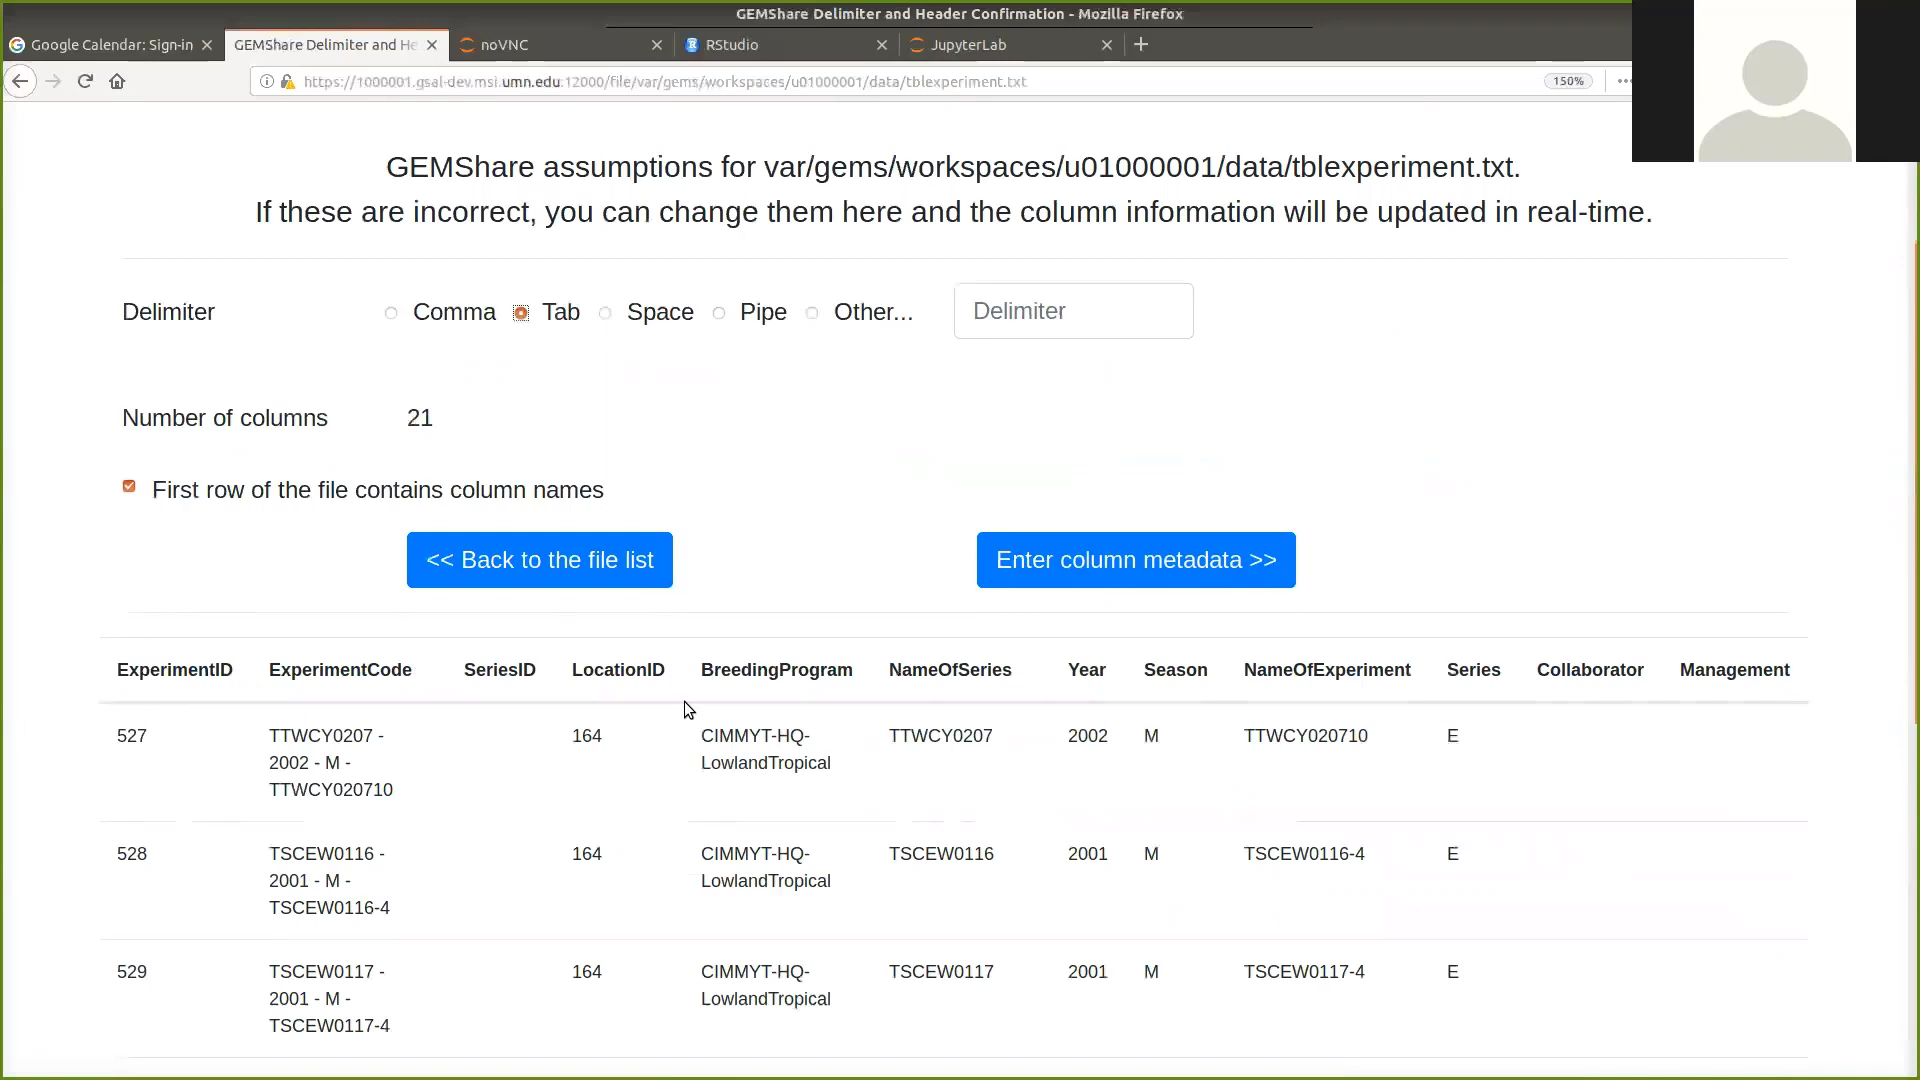 GEMShare Delimiter and Header Confirmation - Mozilla Firefox
Google Calendar: Sign-in
GEMShare Delimiter and He
noVNC
RStudio
JupyterLab
https://1000001.gsal-dev.msi.umn.edu:12000/file/var/gems/workspaces/u01000001/data/tblexperiment.txt
150%
GEMShare assumptions for var/gems/workspaces/u01000001/data/tblexperiment.txt.
If these are incorrect, you can change them here and the column information will be updated in real-time.
Delimiter Comma Tab Space Pipe Other... Delimiter
Number of columns 21
First row of the file contains column names
<< Back to the file list Enter column metadata >>
ExperimentID ExperimentCode SeriesID LocationID BreedingProgram NameOfSeries Year Season NameOfExperiment Series Collaborator Management
527 TTWCY0207 - 164 CIMMYT-HQ- TTWCY0207 2002 M TTWCY020710 E
2002 - M - LowlandTropical
TTWCY020710
528 TSCEW0116 - 164 CIMMYT-HQ- TSCEW0116 2001 M TSCEW0116-4 E
2001 - M - LowlandTropical
TSCEW0116-4
529 TSCEW0117 - 164 CIMMYT-HQ- TSCEW0117 2001 M TSCEW0117-4 E
2001 - M - LowlandTropical
TSCEW0117-4